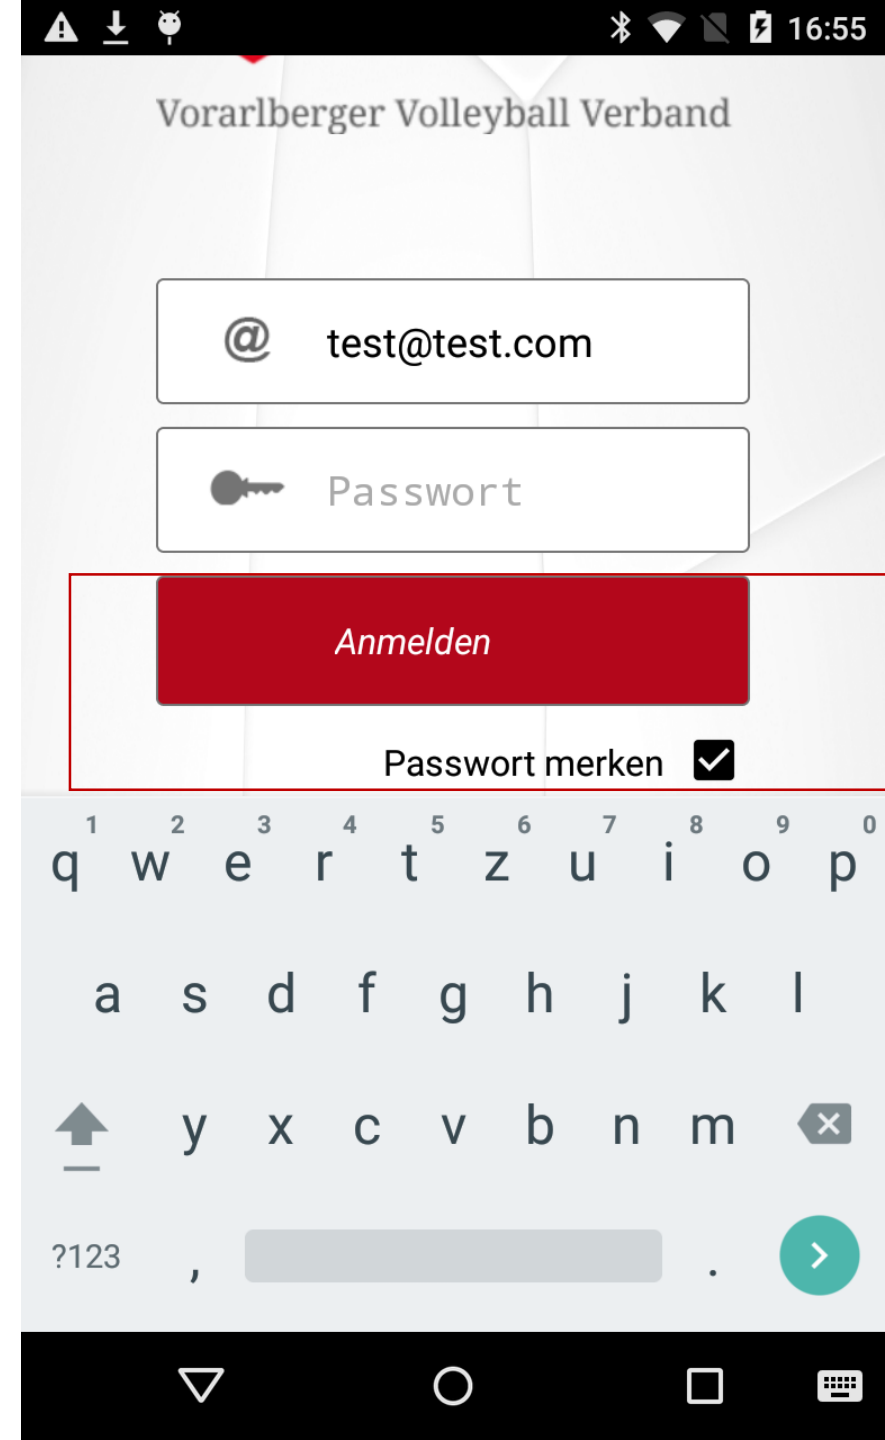 16:55
Vorarlberger Volleyball Verband
@ test@test.com
Passwort
Anmelden
Passwort merken
1 2 3 4 5 6 7 8 9 0
q w e r t z u i o p
a s d f g h j k l
y x c v b n m
?123 , .